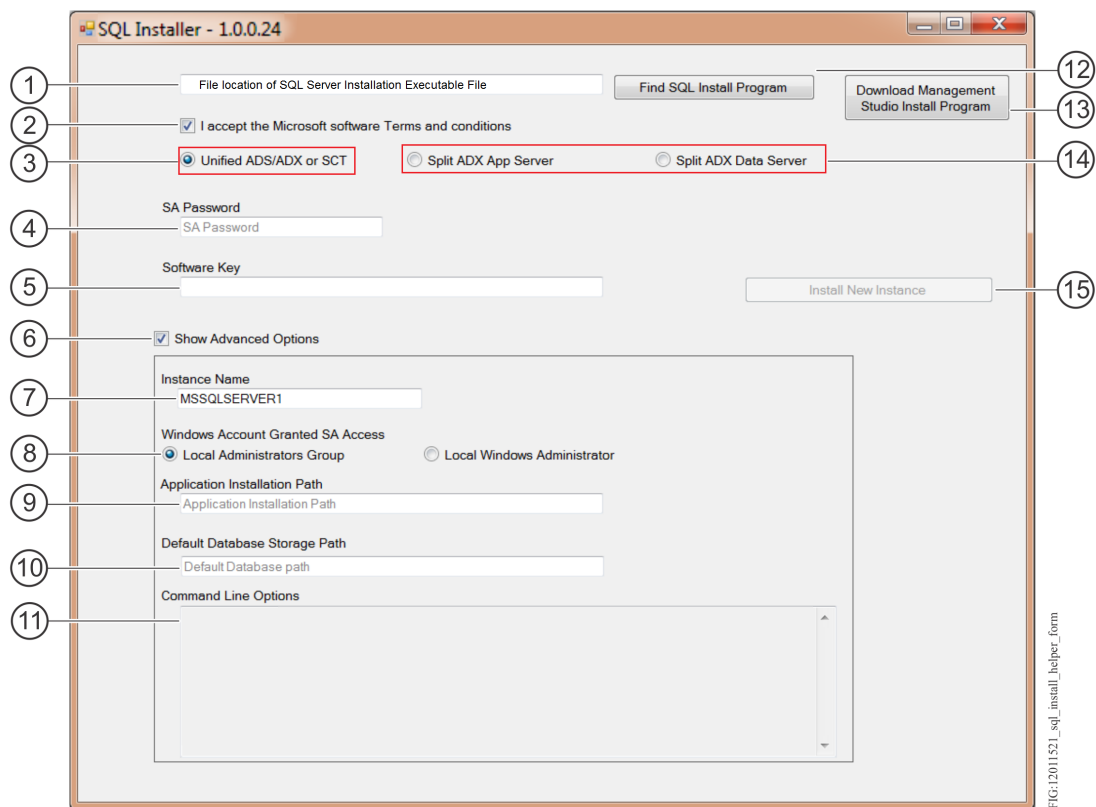 SQL Installer - 1.0.0.24
1
File location of SQL Server Installation Executable File
Find SQL Install Program
12
Download Management
Studio Install Program
13
2
I accept the Microsoft software Terms and conditions
3
Unified ADS/ADX or SCT
Split ADX App Server
Split ADX Data Server
14
SA Password
4
SA Password
Software Key
5
Install New Instance
15
6
Show Advanced Options
Instance Name
7
MSSQLSERVER1
Windows Account Granted SA Access
8
Local Administrators Group
Local Windows Administrator
Application Installation Path
9
Application Installation Path
Default Database Storage Path
10
Default Database path
Command Line Options
11
FIG:12011521_sql_install_helper_form